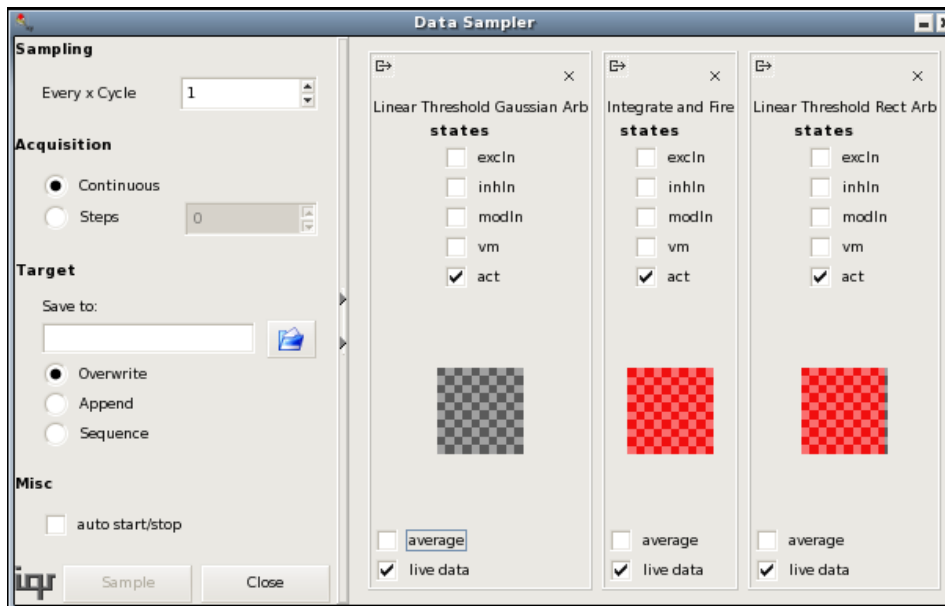 Data Sampler
Sampling
Every x Cycle 1
Acquisition
Continuous
Steps 0
Target
Save to:
Overwrite
Append
Sequence
Misc
auto start/stop
iqr Sample Close
Linear Threshold Gaussian Arb
states
excIn
inhIn
modIn
vm
act
average
live data
Integrate and Fire
states
excIn
inhIn
modIn
vm
act
average
live data
Linear Threshold Rect Arb
states
excIn
inhIn
modIn
vm
act
average
live data